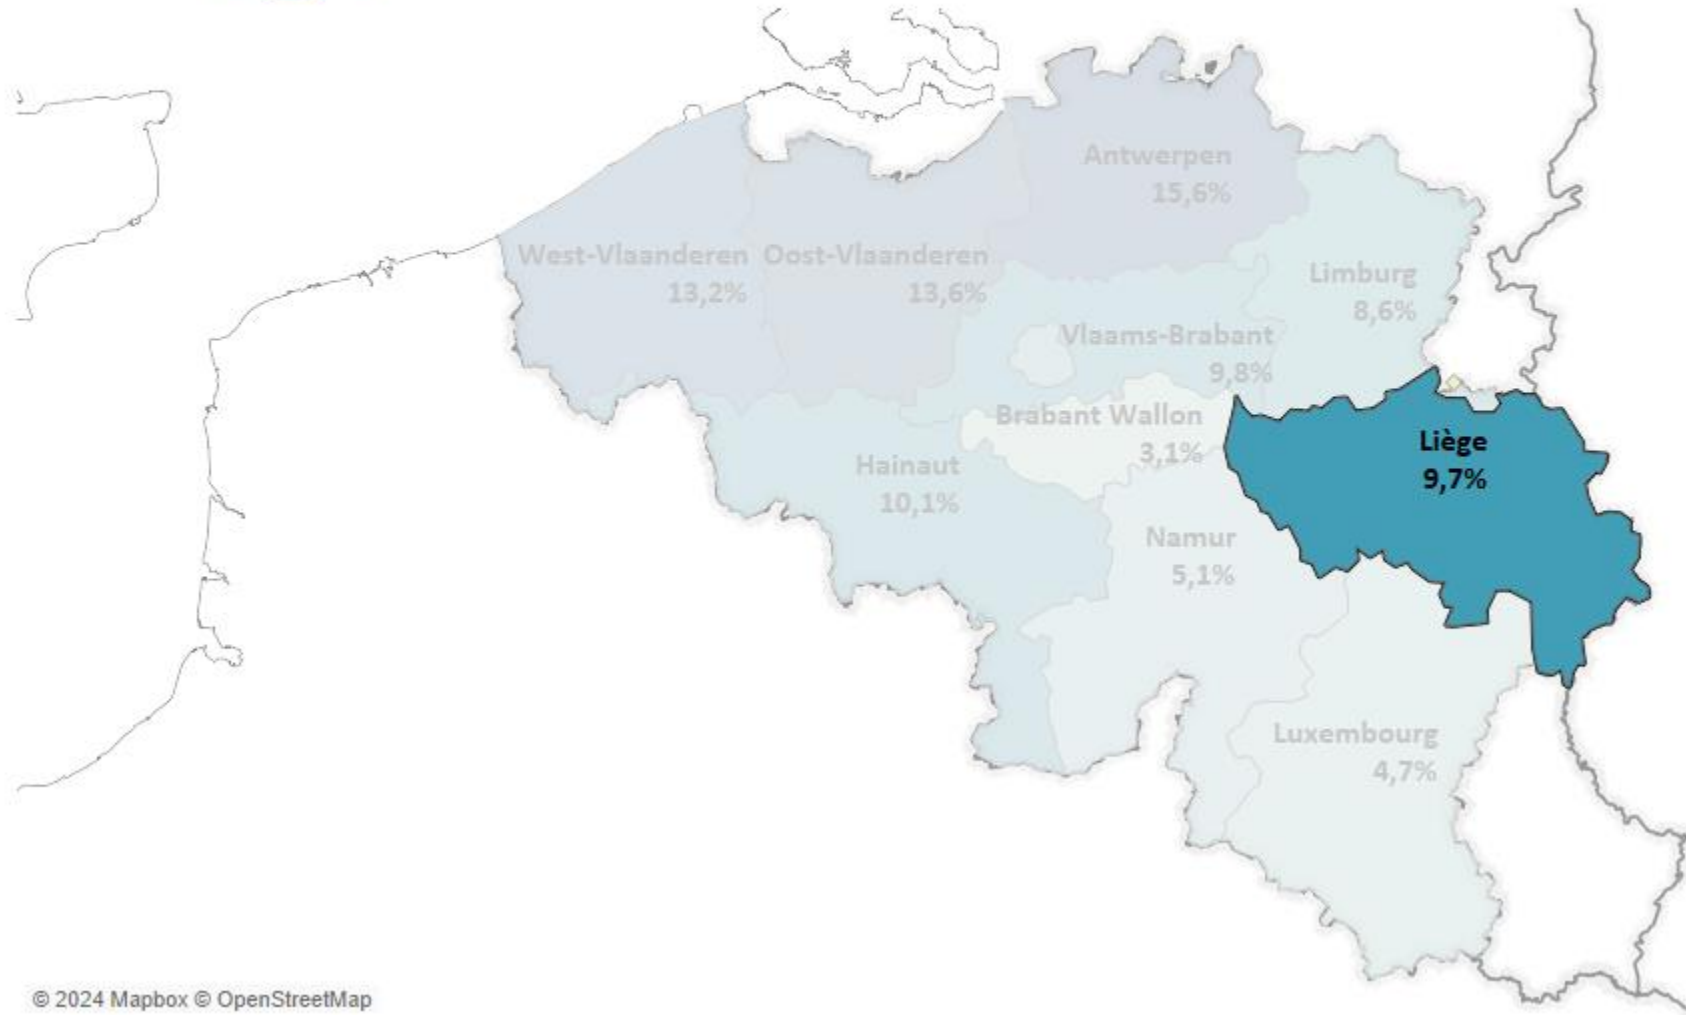 Antwerpen
15,6%
West-Vlaanderen
13,2%
Oost-Vlaanderen
13,6%
Limburg
8,6%
Vlaams-Brabant
9,8%
Brabant Wallon
3,1%
Liège
9,7%
Hainaut
10,1%
Namur
5,1%
Luxembourg
4,7%
© 2024 Mapbox © OpenStreetMap